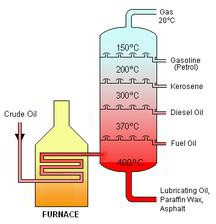 Gas
20°C
150°C
Gasoline
(Petrol)
200°C
Kerosene
300°C
Diesel Oil
370°C
Fuel Oil
400°C
Crude Oil
FURNACE
Lubricating Oil,
Paraffin Wax,
Asphalt